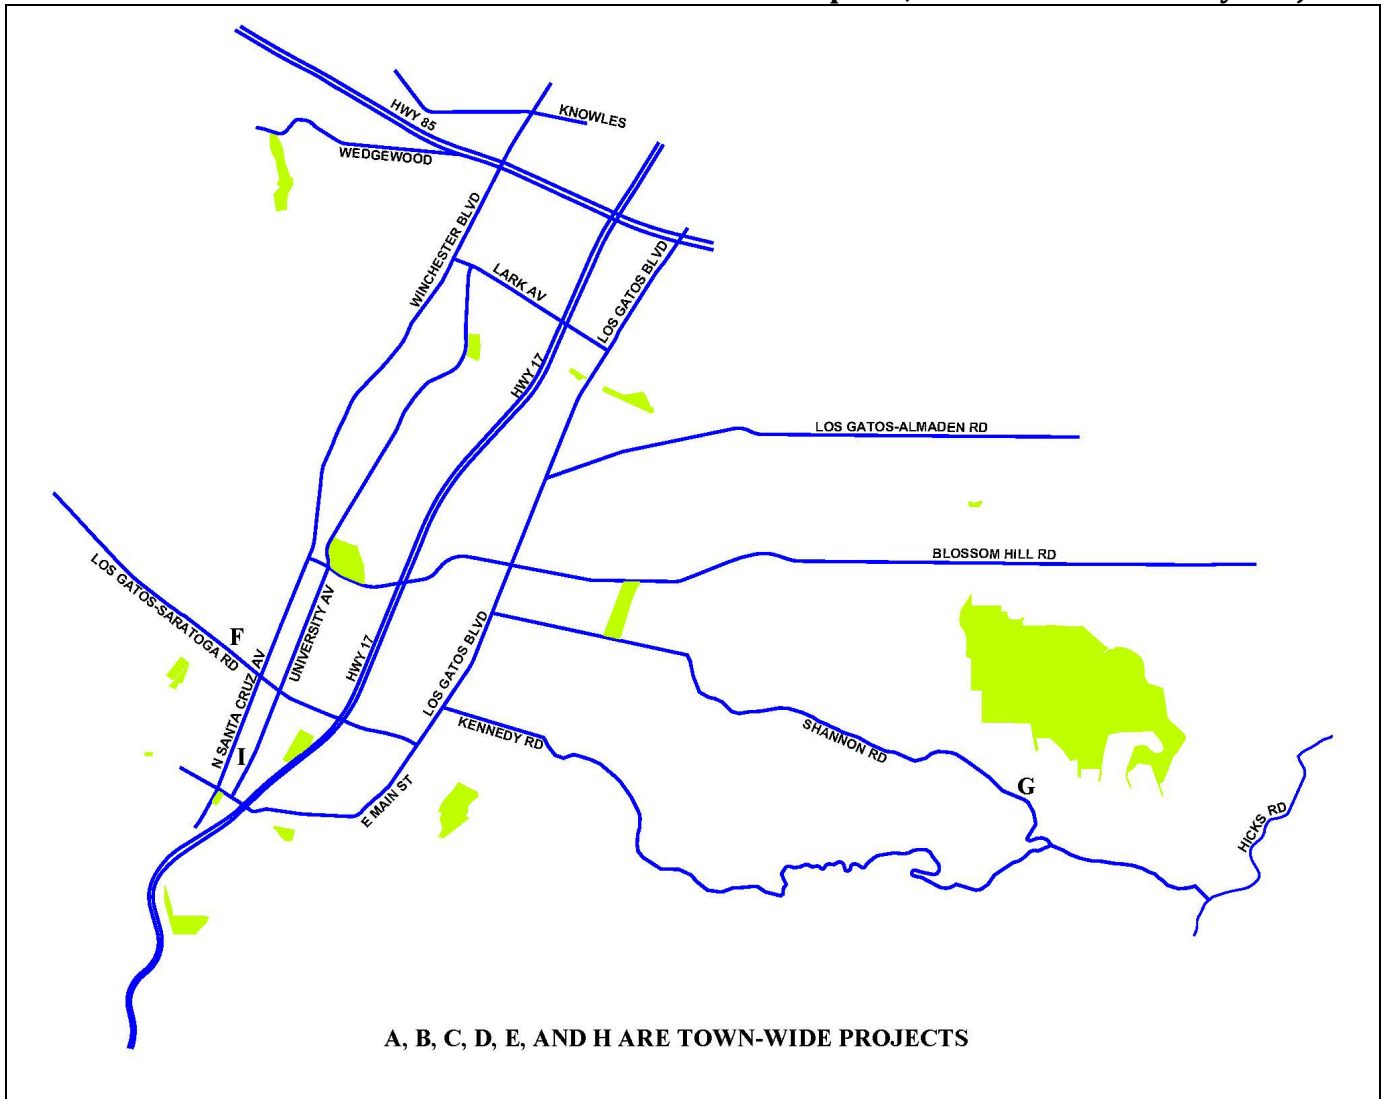 KNOWLES
HWY 85
WEDGEWOOD
WINCHESTER BLVD
LARK AV
LOS GATOS BLVD
HWY 17
LOS GATOS-ALMADEN RD
BLOSSOM HILL RD
LOS GATOS-SARATOGA RD
F
UNIVERSITY AV
HWY 17
N SANTA CRUZ AV
LOS GATOS BLVD
KENNEDY RD
SHANNON RD
I
G
E MAIN ST
HICKS RD
A, B, C, D, E, AND H ARE TOWN-WIDE PROJECTS